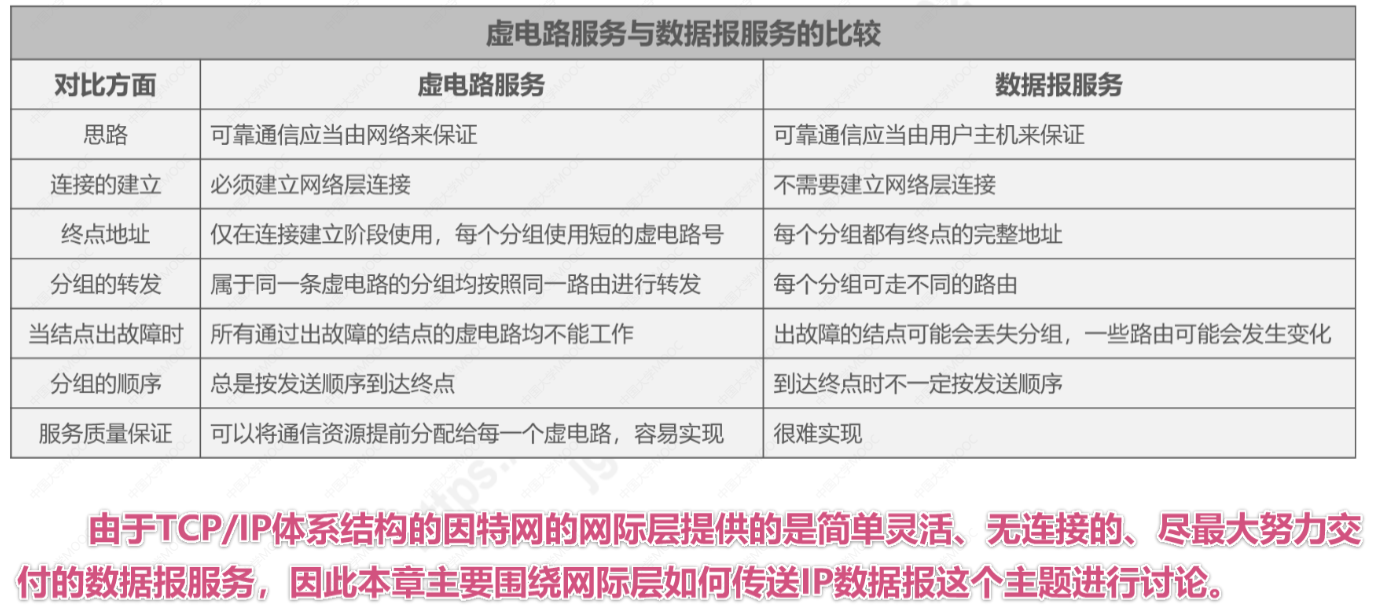 虚电路服务与数据报服务的比较
对比方面 虚电路服务 数据报服务
思路 可靠通信应当由网络来保证 可靠通信应当由用户主机来保证
连接的建立 必须建立网络层连接 不需要建立网络层连接
终点地址 仅在连接建立阶段使用，每个分组使用短的虚电路号 每个分组都有终点的完整地址
分组的转发 属于同一条虚电路的分组均按照同一路由进行转发 每个分组可走不同的路由
当结点出故障时 所有通过出故障的结点的虚电路均不能工作 出故障的结点可能会丢失分组，一些路由可能会发生变化
分组的顺序 总是按发送顺序到达终点 到达终点时不一定按发送顺序
服务质量保证 可以将通信资源提前分配给每一个虚电路，容易实现 很难实现
由于TCP/IP体系结构的因特网的网际层提供的是简单灵活、无连接的、尽最大努力交
付的数据报服务，因此本章主要围绕网际层如何传送IP数据报这个主题进行讨论。